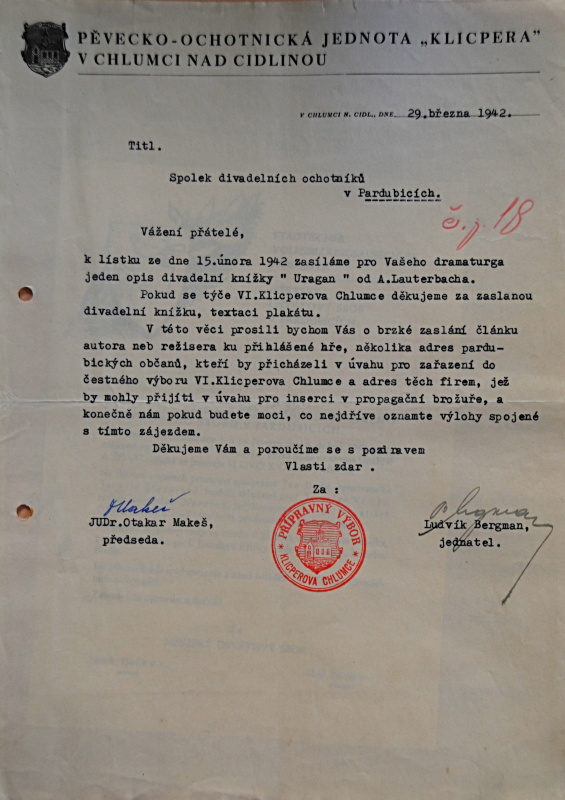 PĚVECKO-OCHOTNICKÁ JEDNOTA „KLICPERA"
V CHLUMCI NAD CIDLINOU
V CHLUMCI N. CIDL., DNE 29.března 1942.
Titl.
Spolek divadelních ochotníků
v Pardubicích.
č.j. 18
Vážení přátelé,
k lístku ze dne 15.února 1942 zasíláme pro Vašeho dramaturga
jeden opis divadelní knížky " Uragan " od A.Lauterbacha.
Pokud se týče VI.Klicperova Chlumce děkujeme za zaslanou
divadelní knížku, textaci plakátu.
V této věci prosili bychom Vás o brzké zaslání článku
autora neb režisera ku přihlášené hře, několika adres pardu-
bických občanů, kteří by přicházeli v úvahu pro zařazení do
čestného výboru VI.Klicperova Chlumce a adres těch firem, jež
by mohly přijíti v úvahu pro inserci v propagační brožuře, a
konečně nám pokud budete moci, co nejdříve oznamte výlohy spojené
s tímto zájezdem.
Děkujeme Vám a poroučíme se s pozdravem
Vlasti zdar .
Za :
JUDr.Otakar Makeš,
předseda.
PŘÍPRAVNÝ VÝBOR
KLICPEROVA CHLUMCE
Ludvík Bergman,
jednatel.